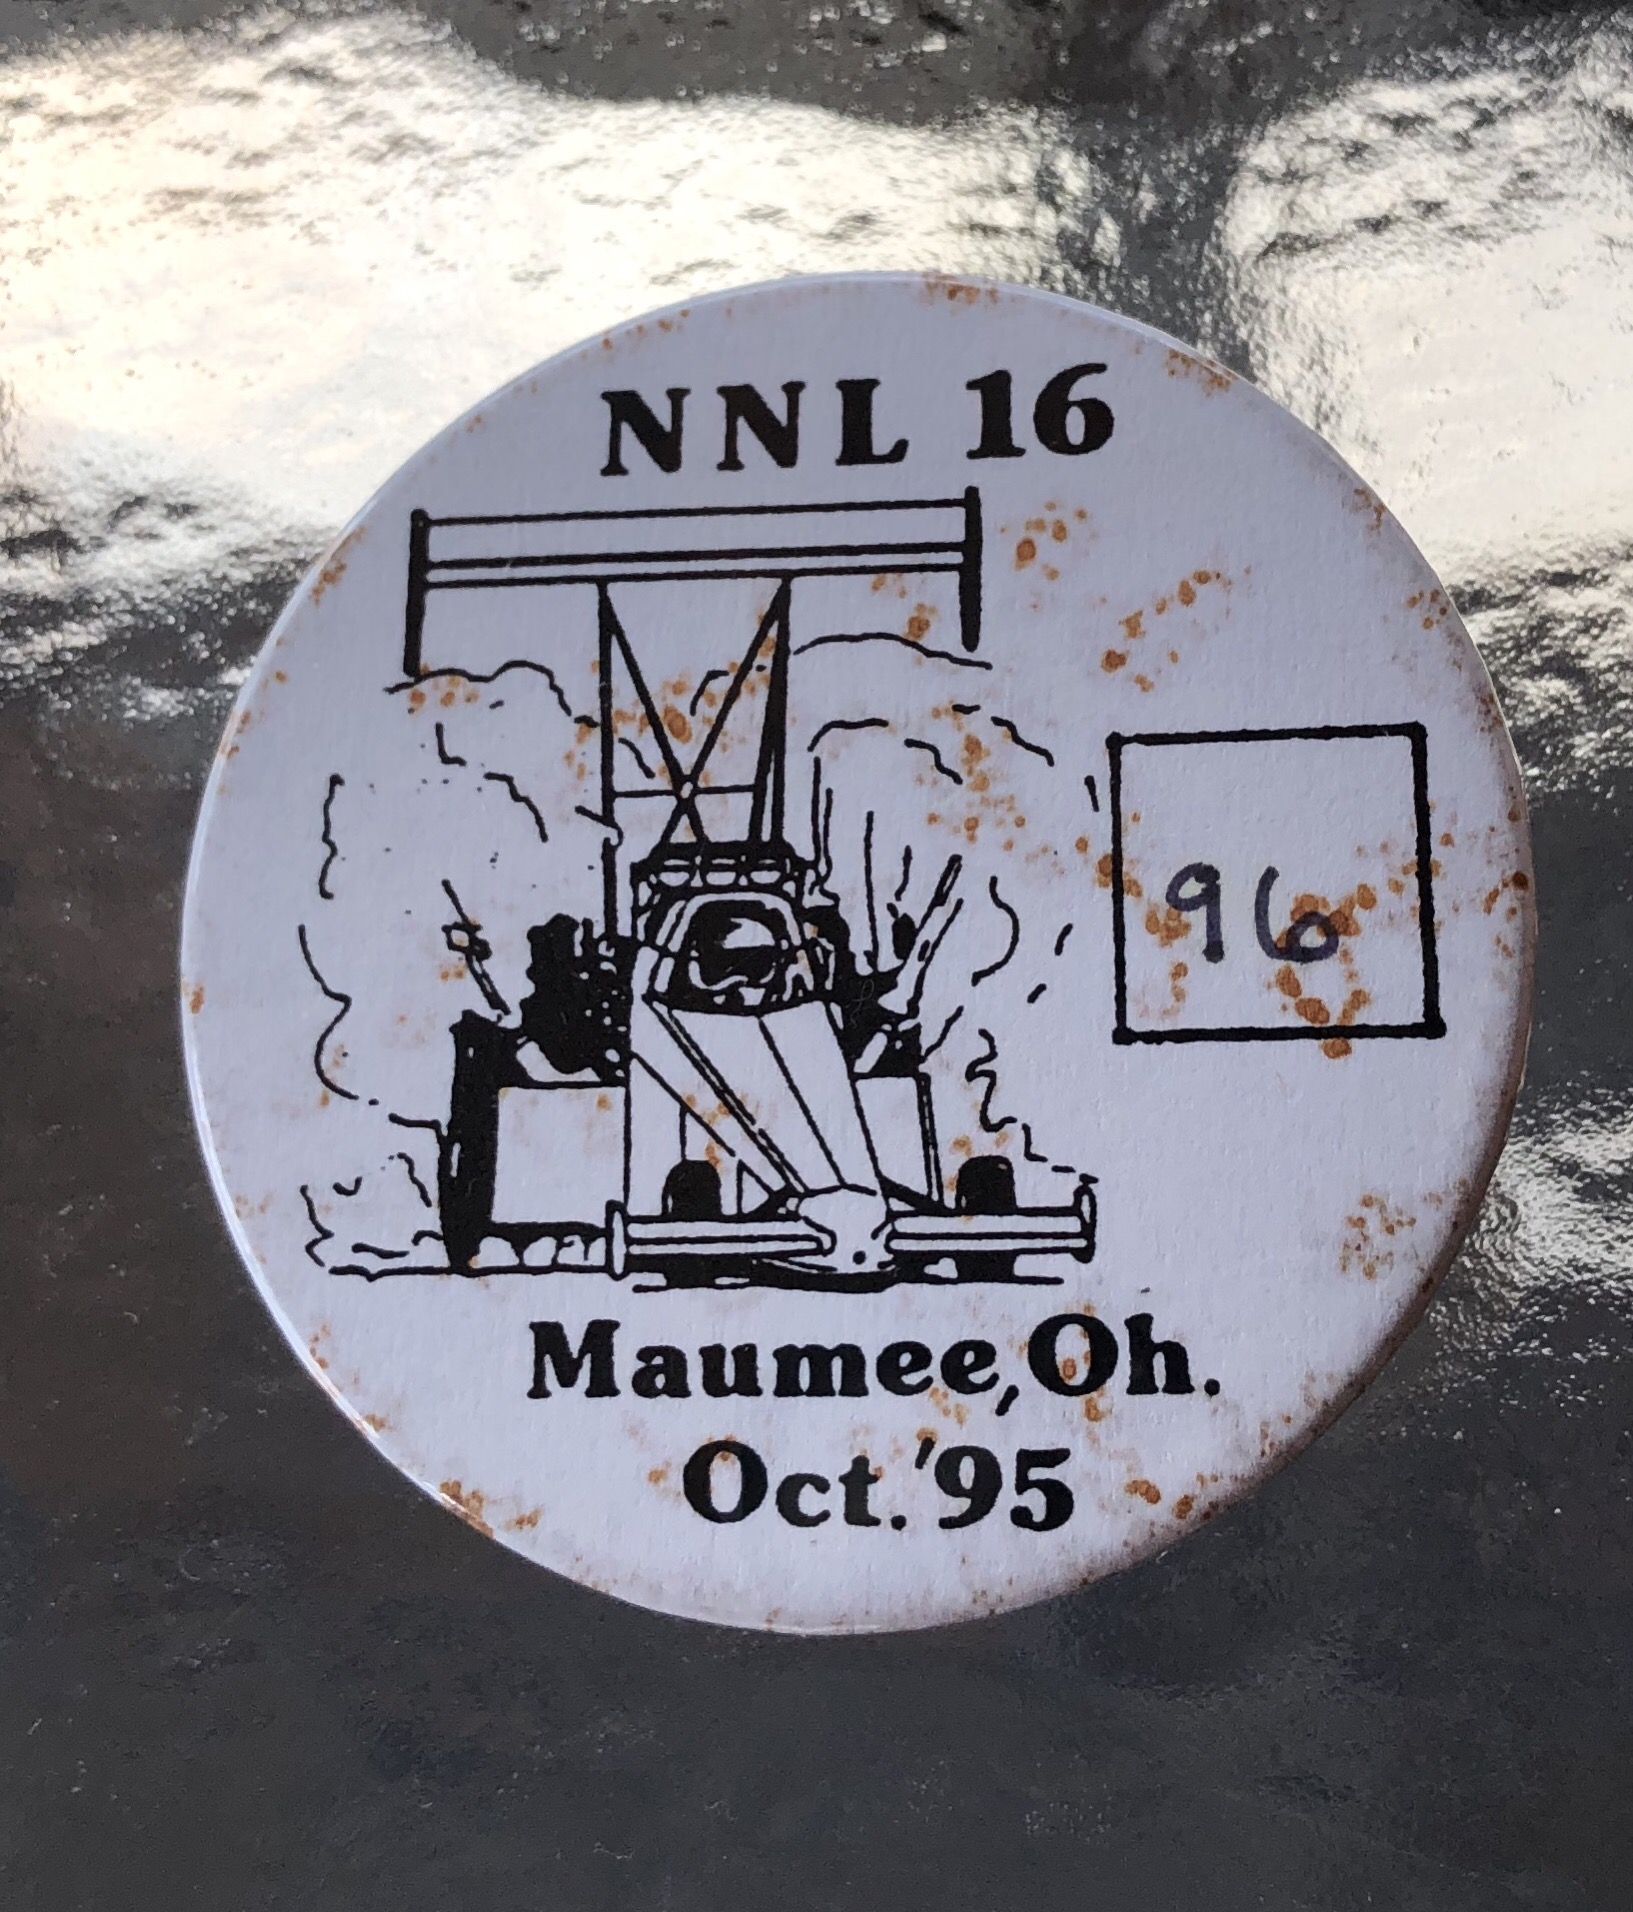 NNL 16
96
Maumee, Oh.
Oct. '95